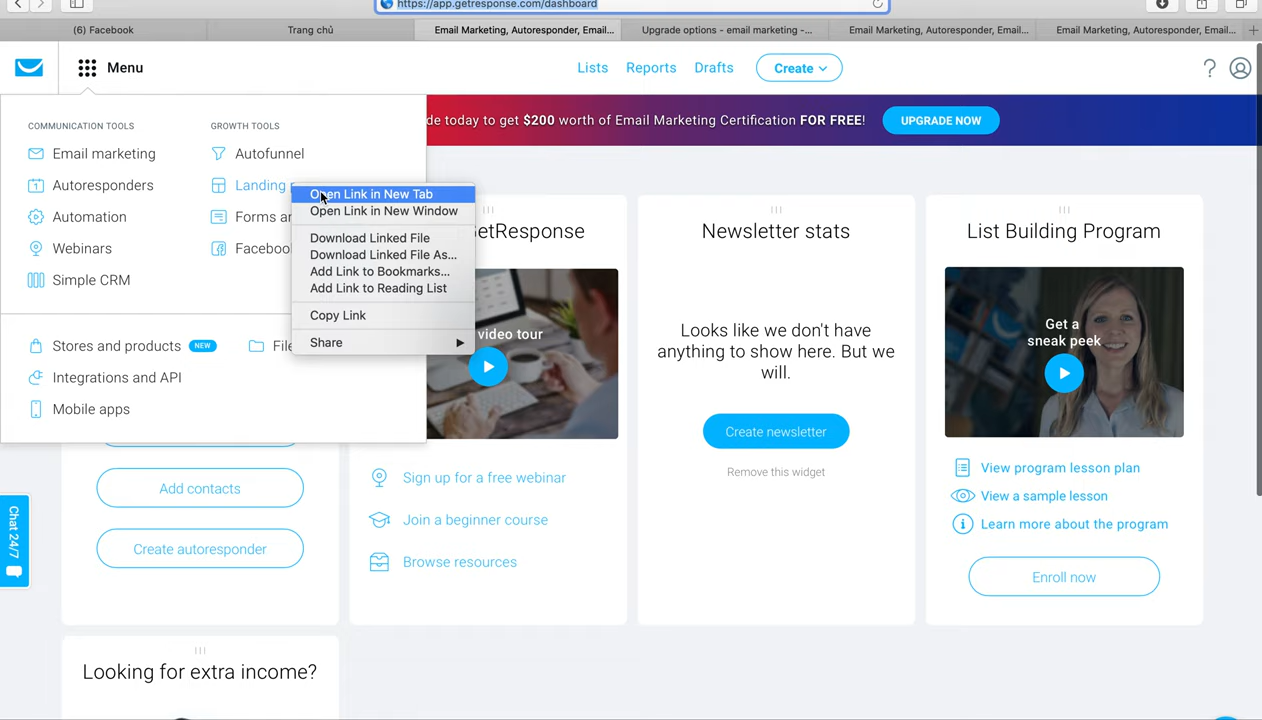 https://app.getresponse.com/dashboard
(6) Facebook
Trang chủ
Email Marketing, Autoresponder, Email...
Upgrade options - email marketing -...
Email Marketing, Autoresponder, Email...
Email Marketing, Autoresponder, Email...
Menu
Lists
Reports
Drafts
Create
?
de today to get $200 worth of Email Marketing Certification FOR FREE!
UPGRADE NOW
COMMUNICATION TOOLS
Email marketing
Autoresponders
Automation
Webinars
Simple CRM
GROWTH TOOLS
Autofunnel
Landing
Forms an
Facebook
Open Link in New Tab
Open Link in New Window
Download Linked File
Download Linked File As...
Add Link to Bookmarks...
Add Link to Reading List
Copy Link
Share
Stores and products NEW
File
Integrations and API
Mobile apps
Add contacts
Create autoresponder
Looking for extra income?
GetResponse
video tour
Sign up for a free webinar
Join a beginner course
Browse resources
Newsletter stats
Looks like we don't have
anything to show here. But we
will.
Create newsletter
Remove this widget
List Building Program
Get a
sneak peek
View program lesson plan
View a sample lesson
Learn more about the program
Enroll now
Chat 24/7